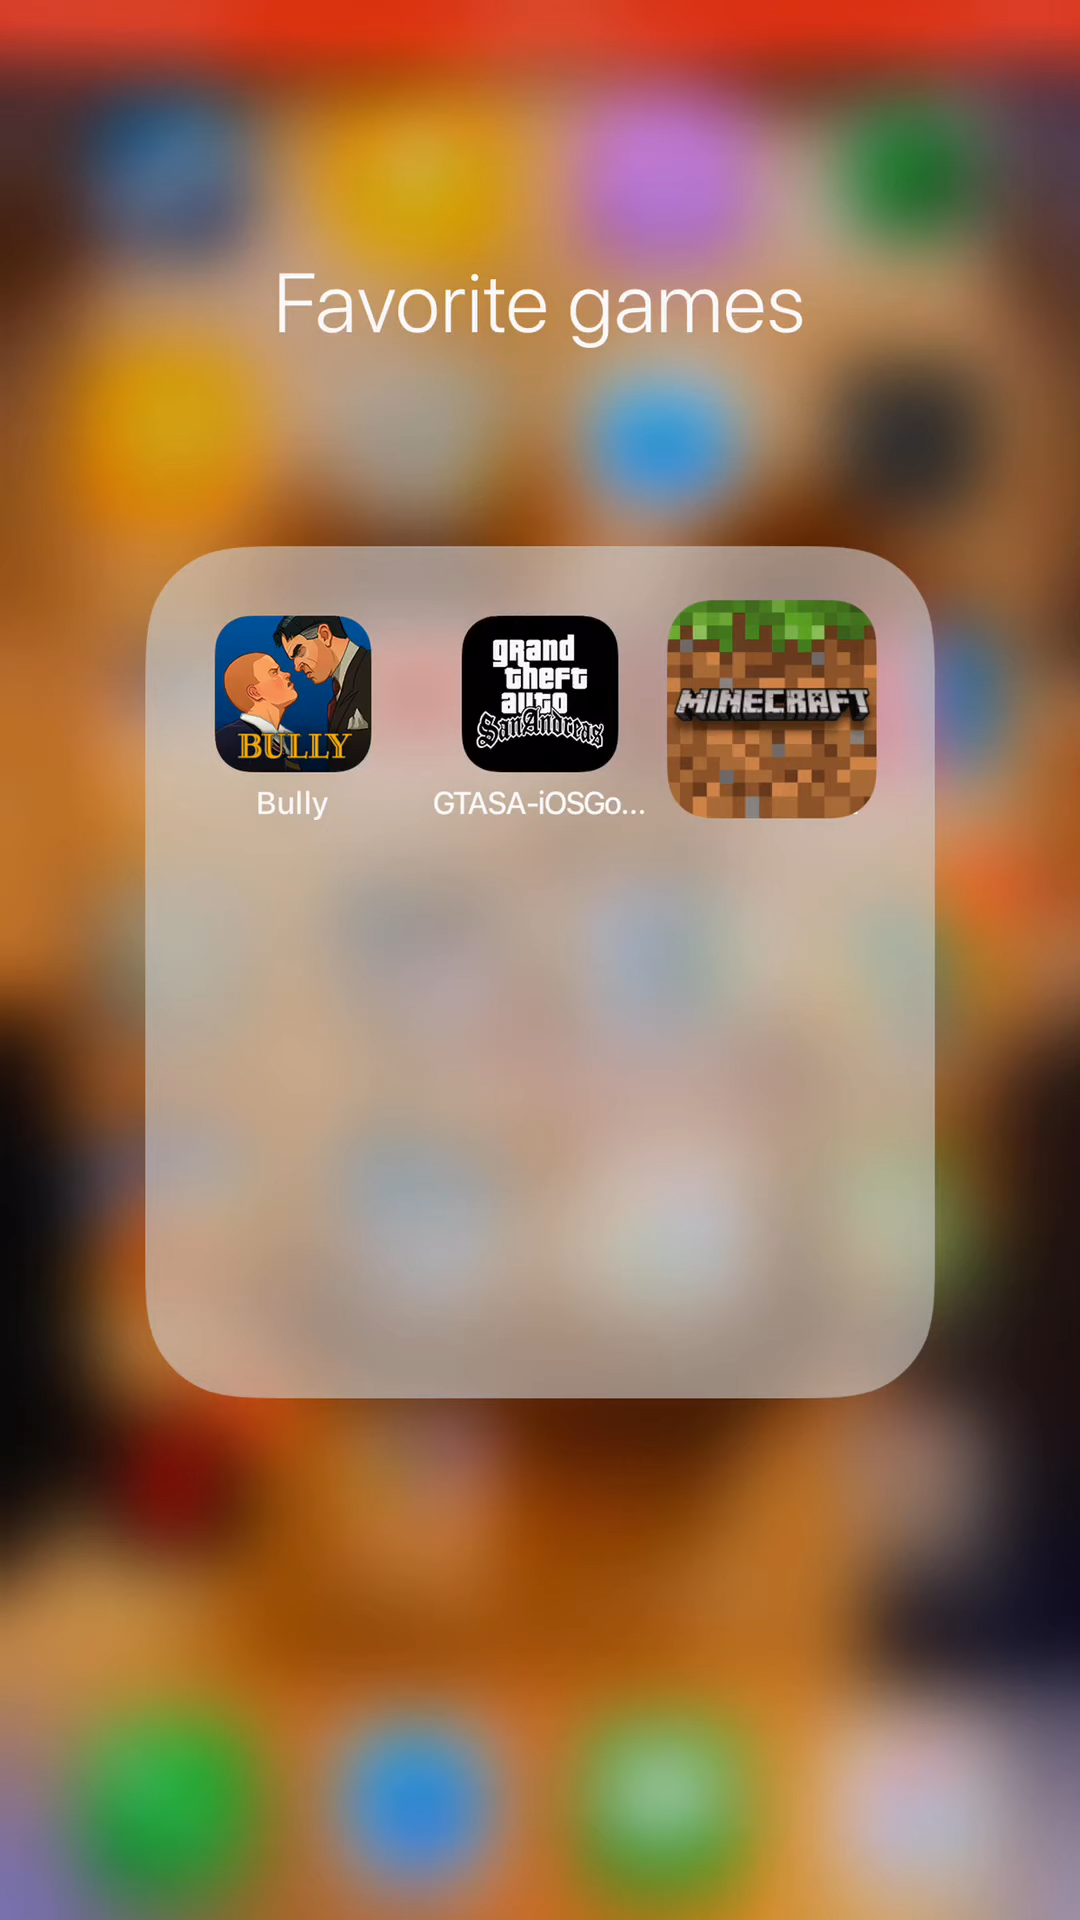 Favorite games
BULLY
grand
theft
auto
San Andreas
MINECRAFT
Bully
GTASA-iOSGo...